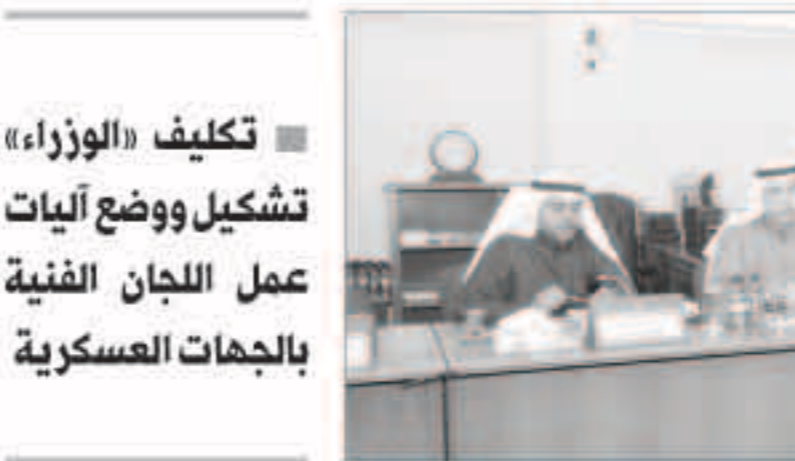 تكليف «الوزراء»
تشكيل ووضع آليات
عمل اللجان الفنية
بالجهات العسكرية